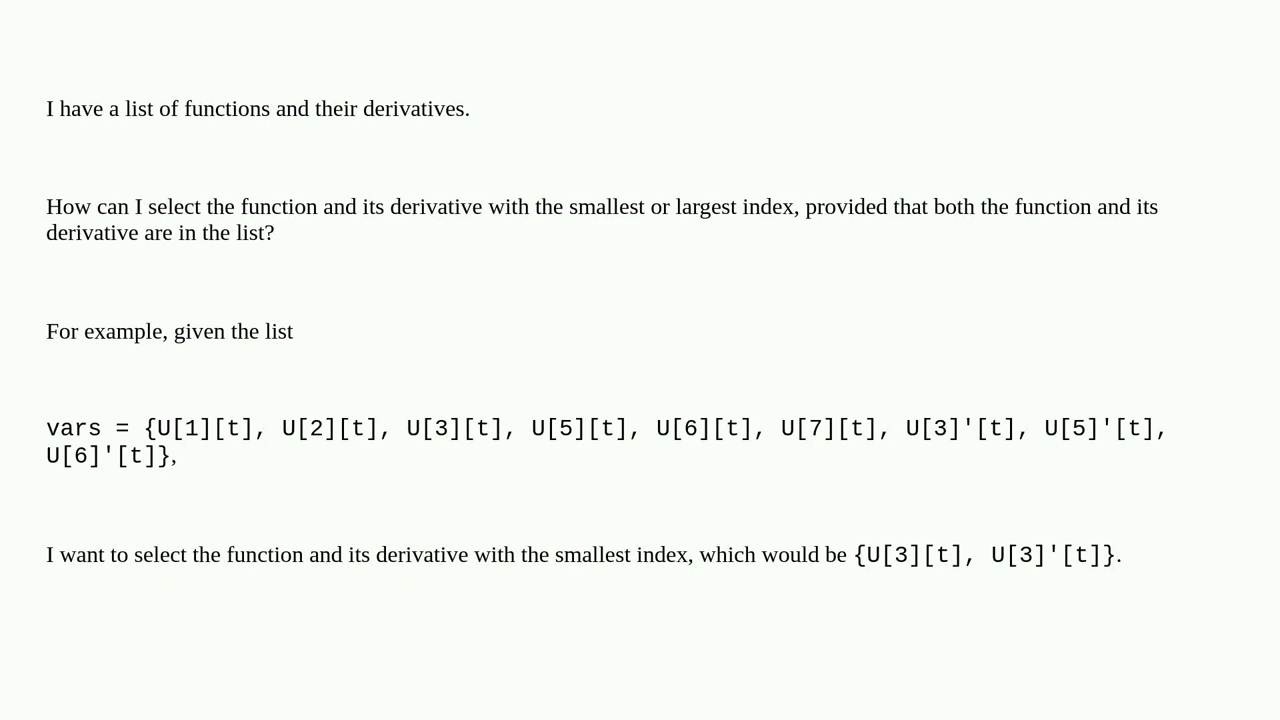 I have a list of functions and their derivatives.
How can I select the function and its derivative with the smallest or largest index, provided that both the function and its
derivative are in the list?
For example, given the list
vars = {U[1][t], U[2][t], U[3][t], U[5][t], U[6][t], U[7][t], U[3]'[t], U[5]'[t],
U[6]'[t]},
I want to select the function and its derivative with the smallest index, which would be {U[3][t], U[3]'[t]}.